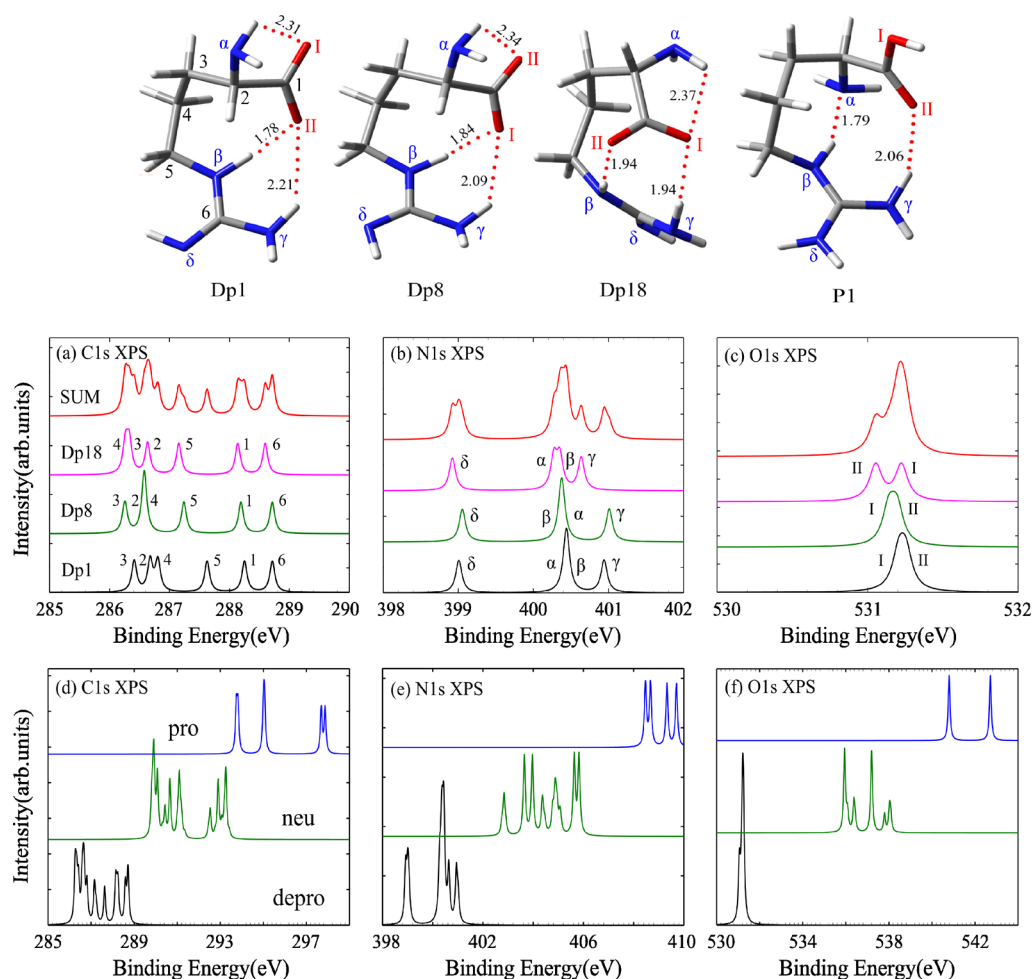 2.31
I
α
3
1
2
4
II
1.78
β
5
2.21
6
γ
δ
Dp1
2.34
II
α
I
1.84
β
2.09
δ
γ
Dp8
α
2.37
II
I
1.94
1.94
β
γ
δ
Dp18
I
α
II
1.79
2.06
β
γ
δ
P1
(a) C1s XPS
SUM
Dp18
4 3 2 5 1 6
Dp8
3 2 4 5 1 6
Dp1
3 2 4 5 1 6
285 286 287 288 289 290
Binding Energy(eV)
Intensity(arb.units)
(b) N1s XPS
δ α β γ
δ β α γ
δ α β γ
398 399 400 401 402
Binding Energy(eV)
(c) O1s XPS
II I
I II
I II
530 531 532
Binding Energy(eV)
(d) C1s XPS
pro
neu
depro
285 289 293 297
Binding Energy(eV)
Intensity(arb.units)
(e) N1s XPS
398 402 406 410
Binding Energy(eV)
(f) O1s XPS
530 534 538 542
Binding Energy(eV)